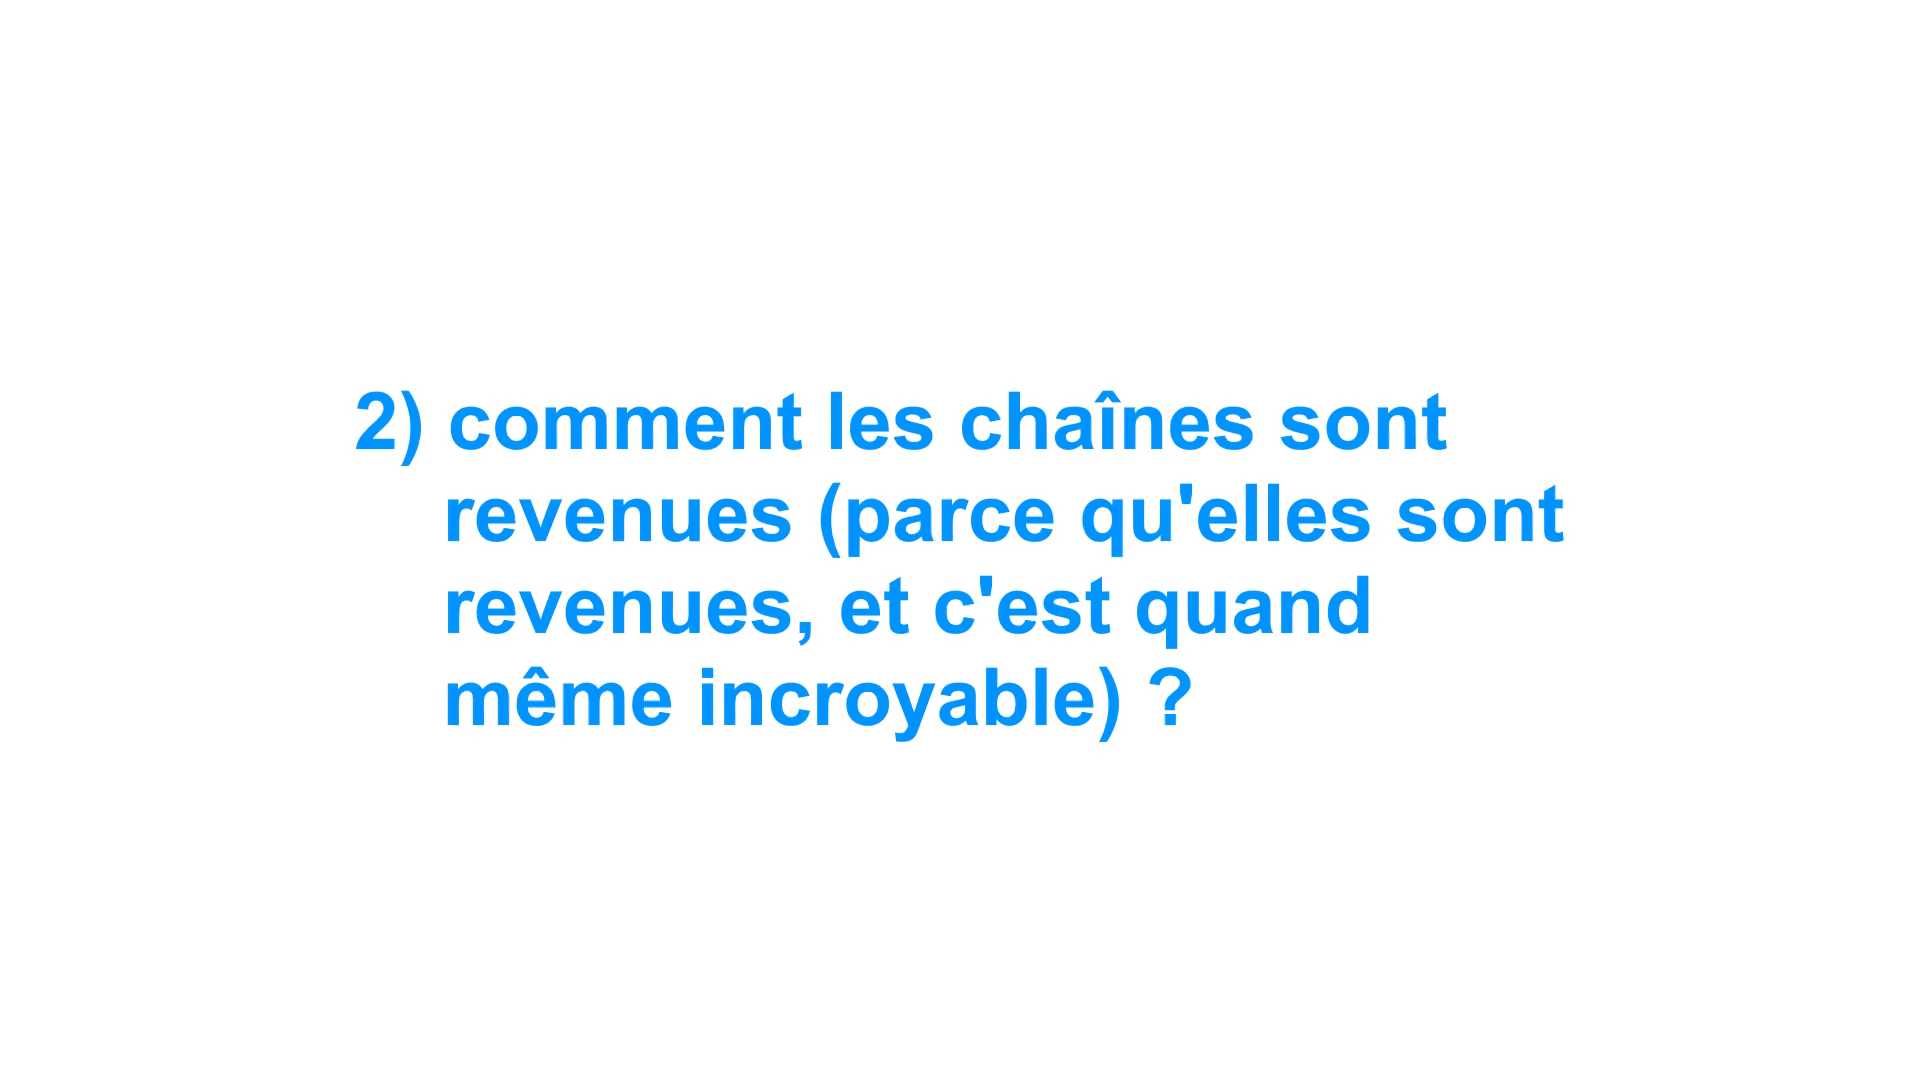 2) comment les chaînes sont
revenues (parce qu'elles sont
revenues, et c'est quand
même incroyable) ?